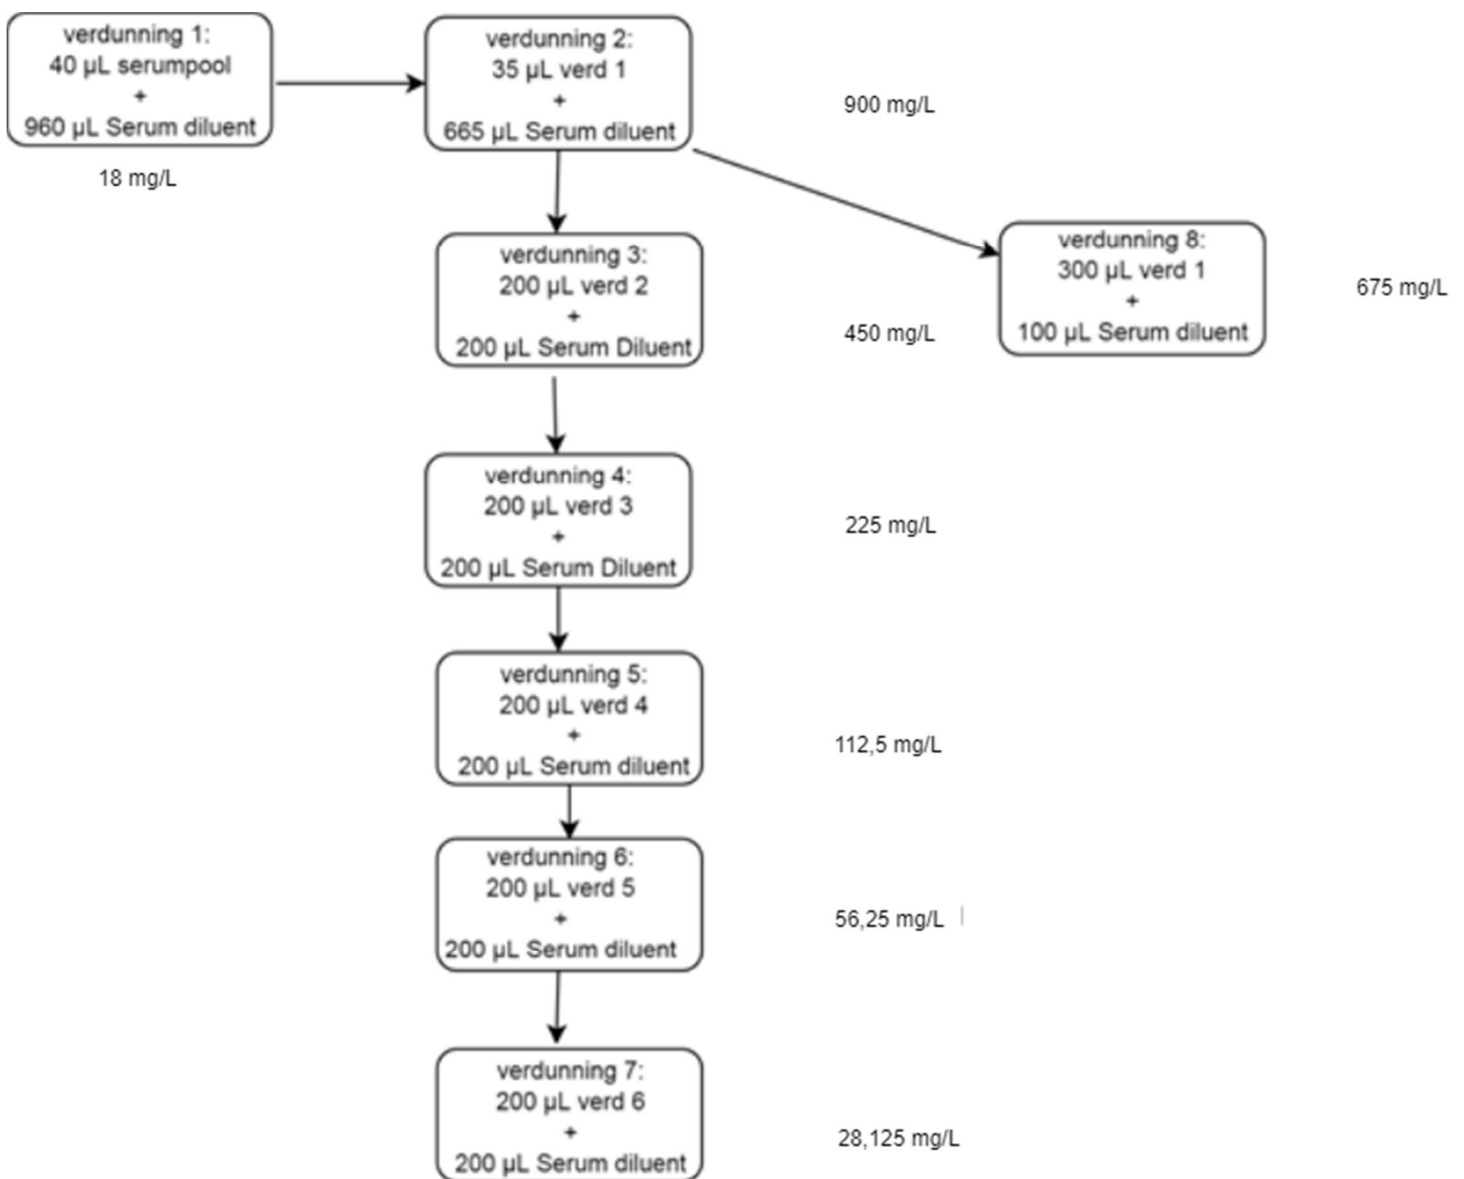 verdunning 1:
40 µL serumpool
+
960 µL Serum diluent
18 mg/L
verdunning 2:
35 µL verd 1
+
665 µL Serum diluent
900 mg/L
verdunning 8:
300 µL verd 1
+
100 µL Serum diluent
675 mg/L
verdunning 3:
200 µL verd 2
+
200 µL Serum Diluent
450 mg/L
verdunning 4:
200 µL verd 3
+
200 µL Serum Diluent
225 mg/L
verdunning 5:
200 µL verd 4
+
200 µL Serum diluent
112,5 mg/L
verdunning 6:
200 µL verd 5
+
200 µL Serum diluent
56,25 mg/L
verdunning 7:
200 µL verd 6
+
200 µL Serum diluent
28,125 mg/L